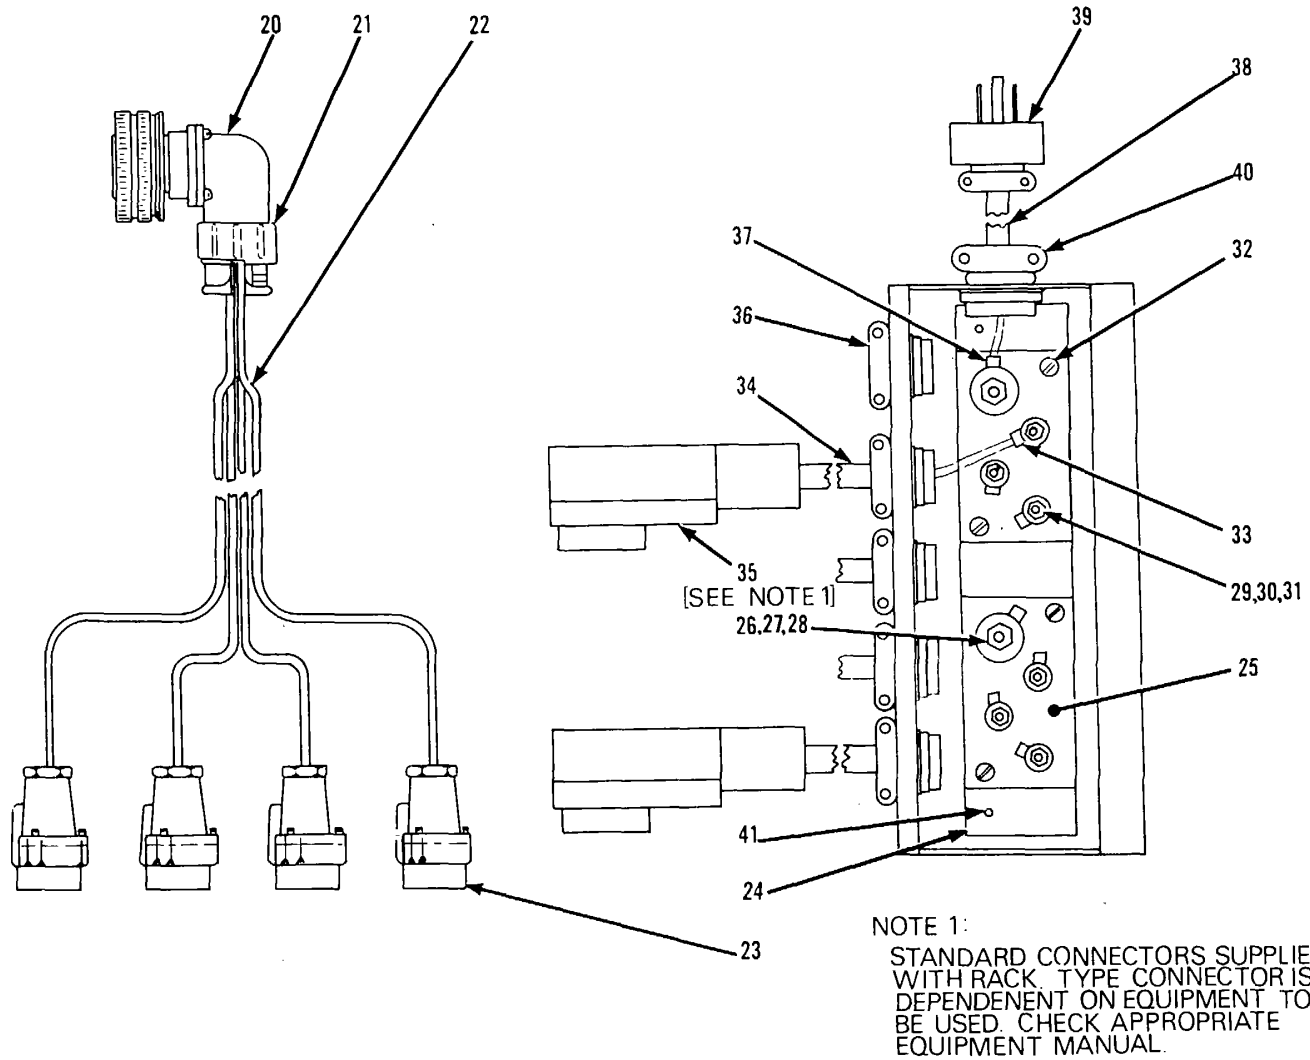 20
21
22
39
38
40
37
32
36
34
33
35
[SEE NOTE 1]
29,30,31
26,27,28
25
41
24
23
NOTE 1:
STANDARD CONNECTORS SUPPLIE
WITH RACK. TYPE CONNECTOR IS
DEPENDENENT ON EQUIPMENT TO
BE USED. CHECK APPROPRIATE
EQUIPMENT MANUAL.